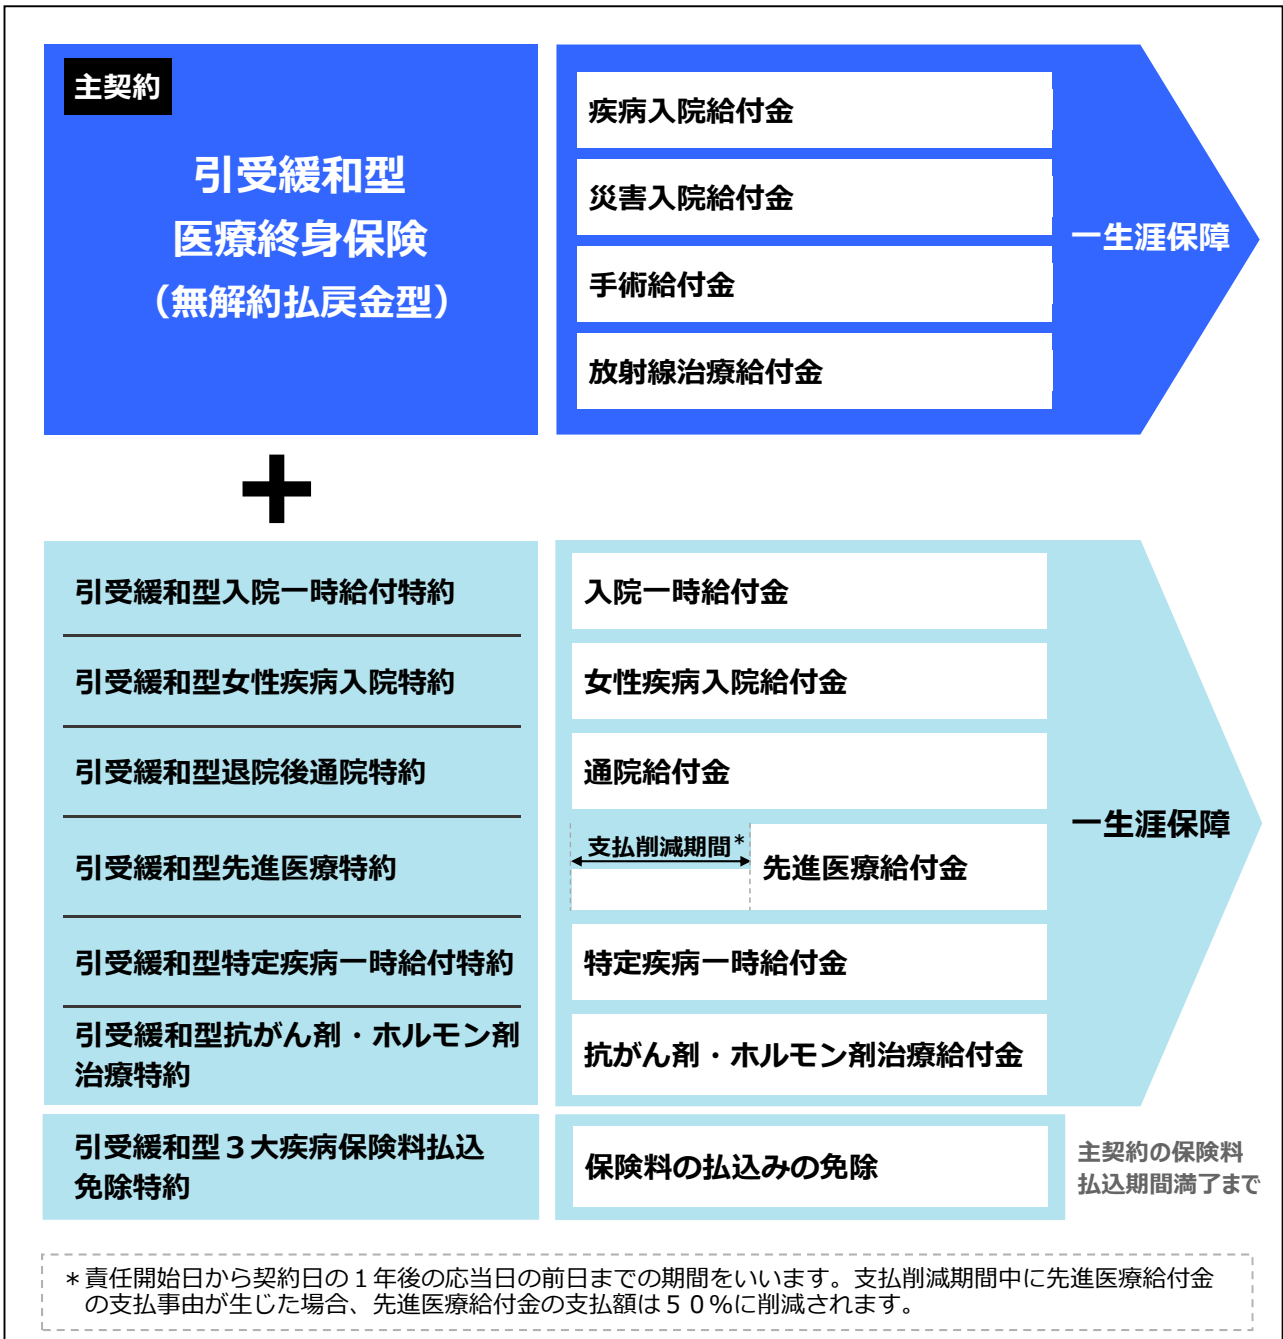 主契約
引受緩和型
医療終身保険
（無解約払戻金型）
疾病入院給付金
災害入院給付金
手術給付金
放射線治療給付金
一生涯保障
+
引受緩和型入院一時給付特約
入院一時給付金
引受緩和型女性疾病入院特約
女性疾病入院給付金
引受緩和型退院後通院特約
通院給付金
引受緩和型先進医療特約
支払削減期間*
先進医療給付金
引受緩和型特定疾病一時給付特約
特定疾病一時給付金
引受緩和型抗がん剤・ホルモン剤
治療特約
抗がん剤・ホルモン剤治療給付金
一生涯保障
引受緩和型３大疾病保険料払込
免除特約
保険料の払込みの免除
主契約の保険料
払込期間満了まで
＊責任開始日から契約日の１年後の応当日の前日までの期間をいいます。支払削減期間中に先進医療給付金
の支払事由が生じた場合、先進医療給付金の支払額は５０％に削減されます。